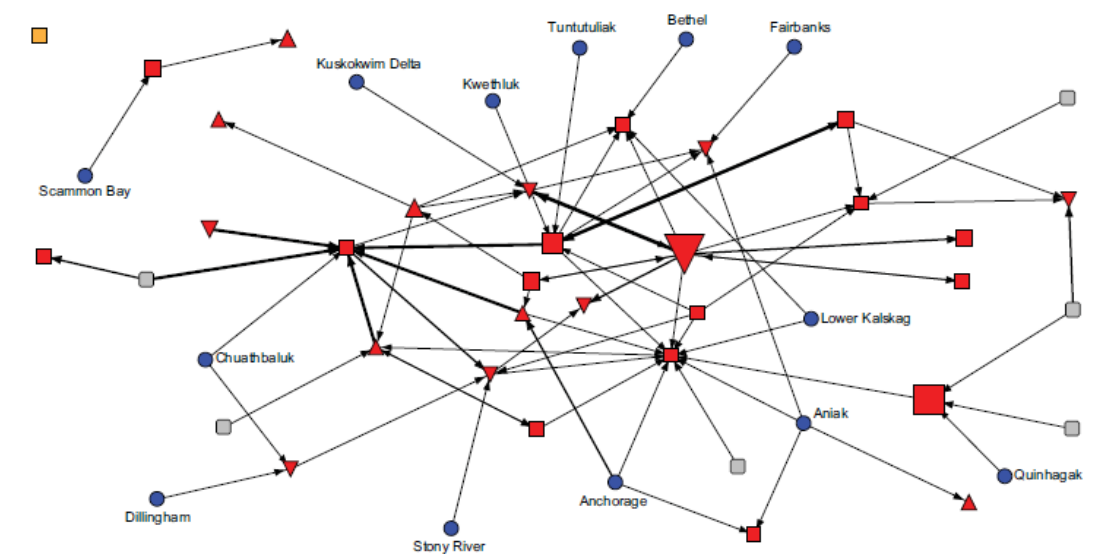 Bethel
Tuntutuliak
Fairbanks
Kuskokwim Delta
Kwethluk
Scammon Bay
Lower Kalskag
Chuathbaluk
Aniak
Quinhagak
Anchorage
Dillingham
Stony River